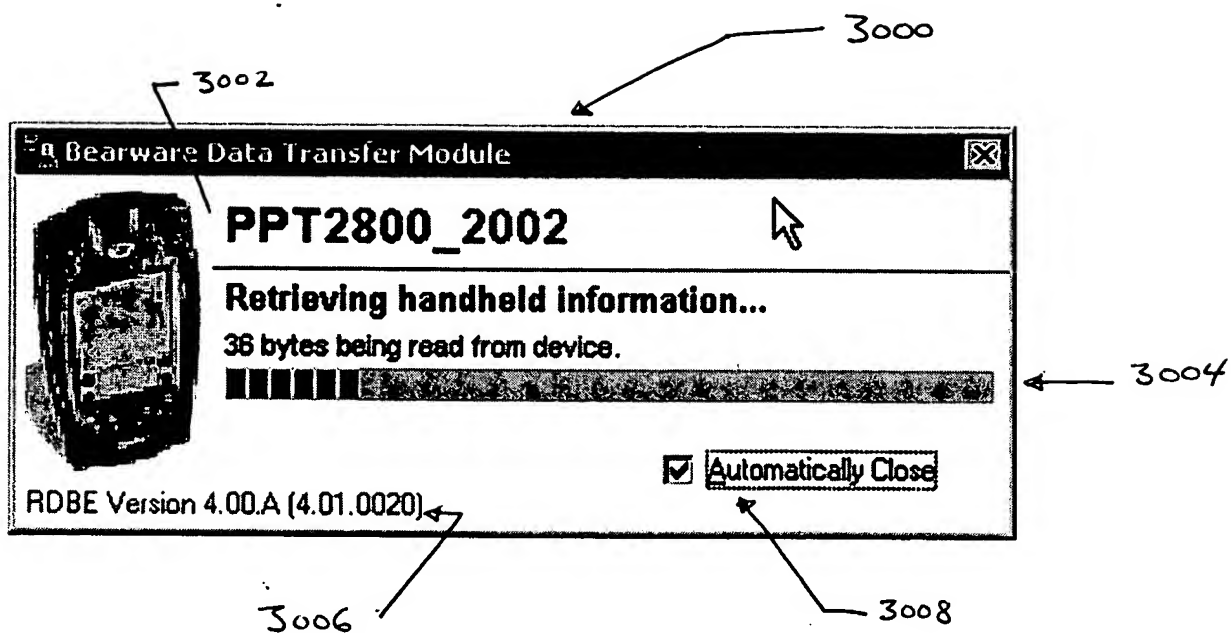 3000
3002
Bearware Data Transfer Module
PPT2800_2002
Retrieving handheld information...
36 bytes being read from device.
3004
Automatically Close
RDBE Version 4.00.A (4.01.0020)
3006
3008